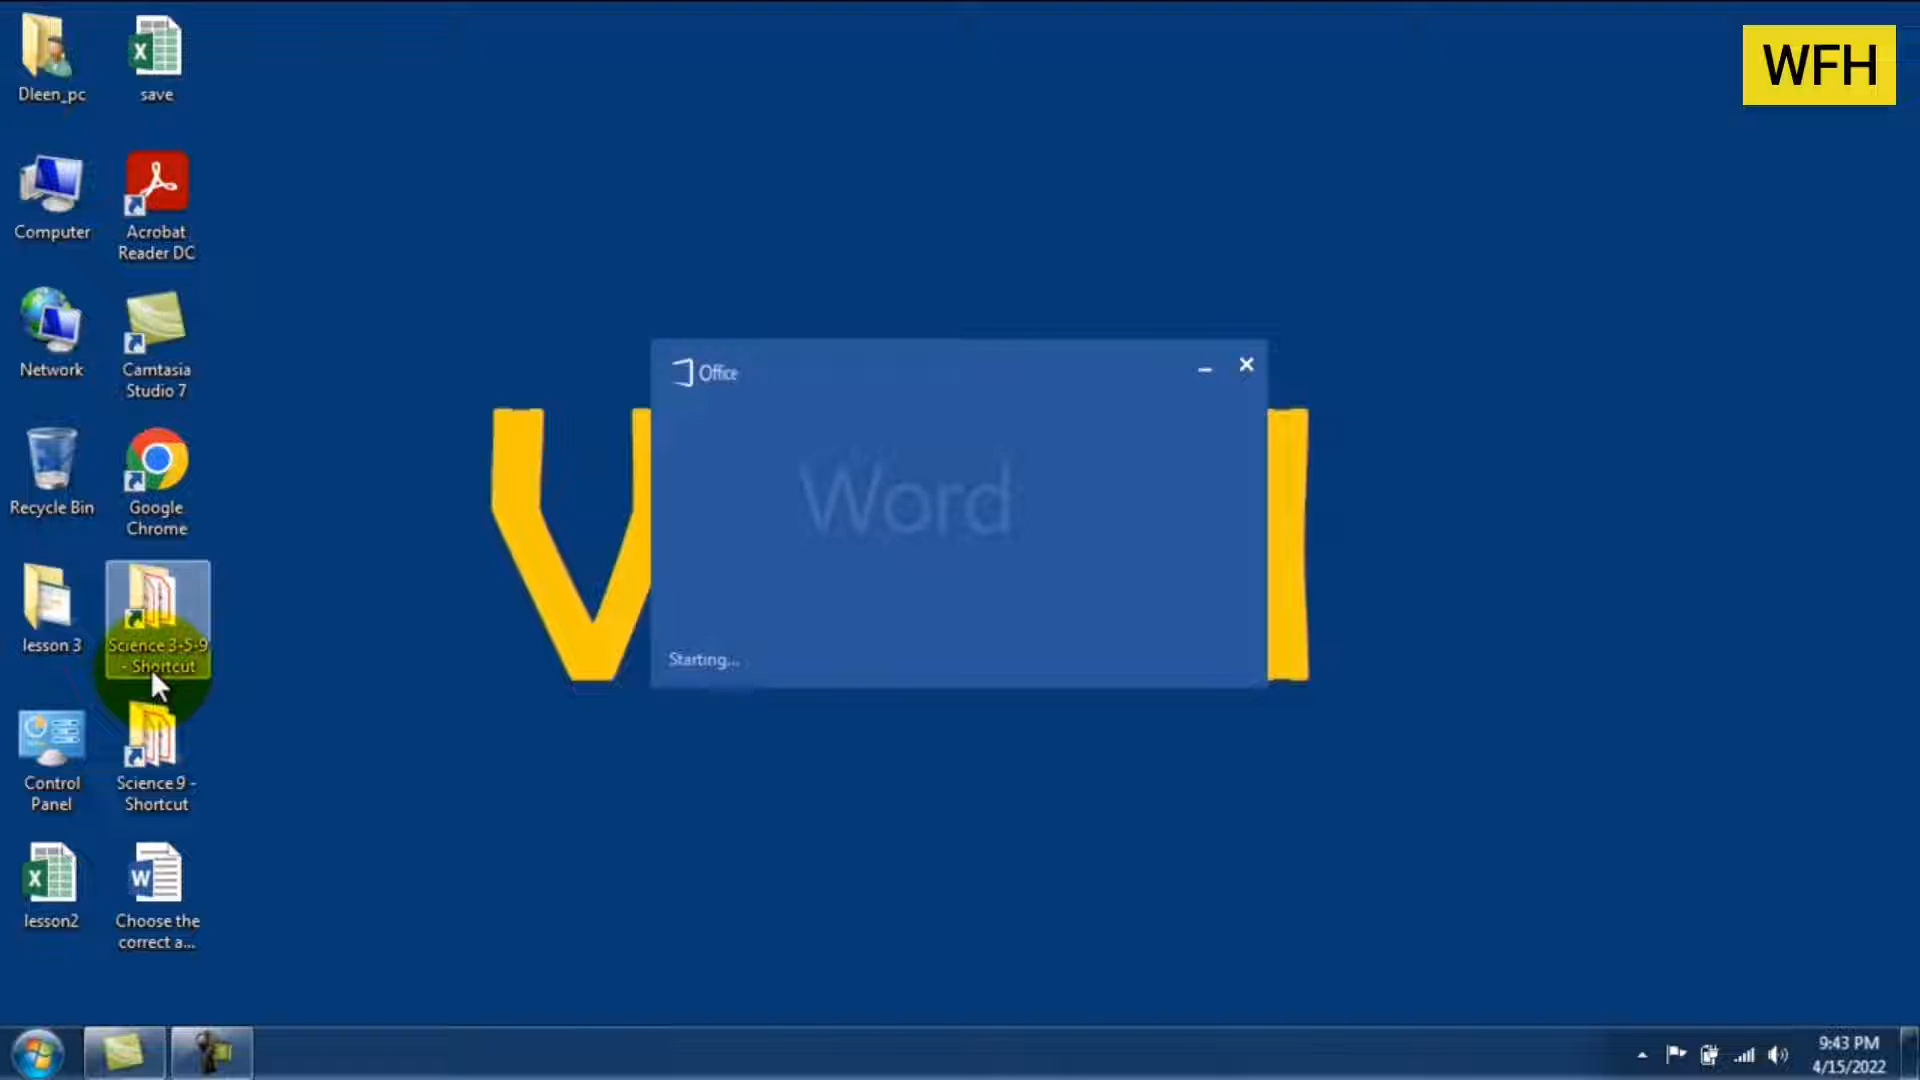 WFH
Dleen_pc
save
Computer
Acrobat
Reader DC
Network
Camtasia
Studio 7
Recycle Bin
Google
Chrome
lesson 3
Science 3-5-9
- Shortcut
Control
Panel
Science 9 -
Shortcut
lesson2
Choose the
correct a...
Office
Word
Starting...
9:43 PM
4/15/2022